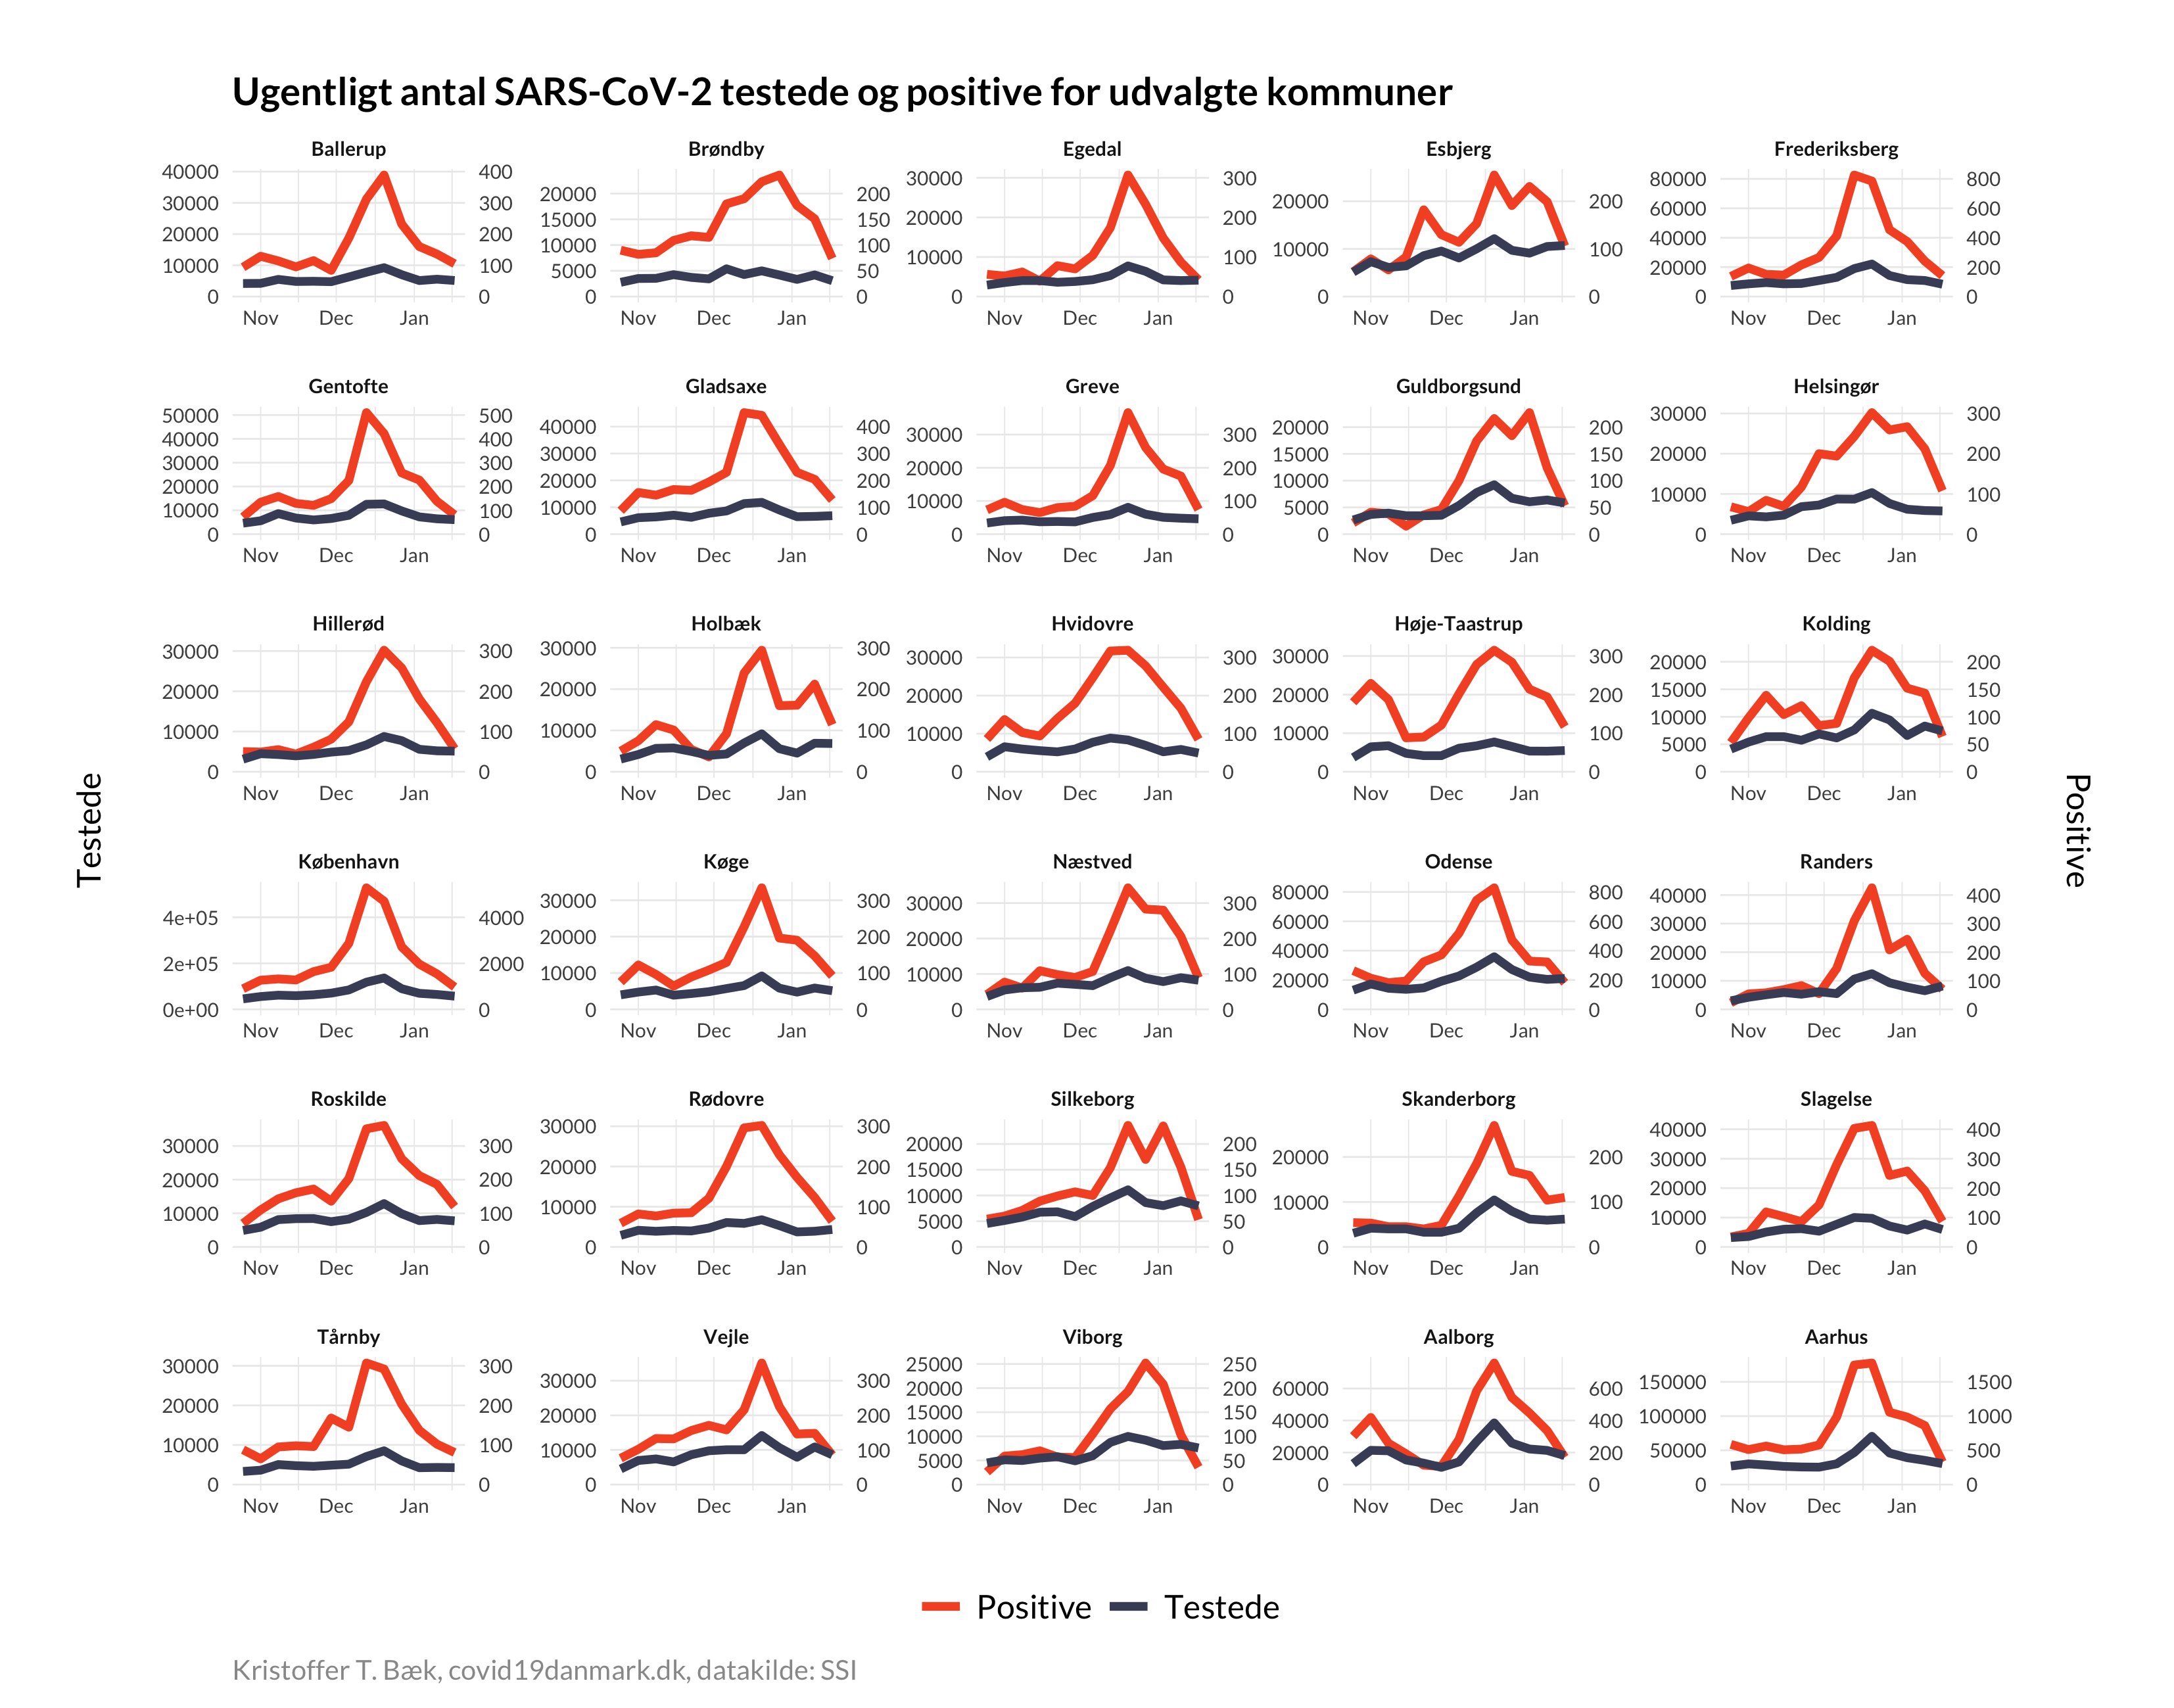 Ugentligt antal SARS-CoV-2 testede og positive for udvalgte kommuner
Ballerup Brøndby Egedal Esbjerg Frederiksberg
40000 400 20000 200 30000 300 20000 200 80000 800
30000 300 15000 150 20000 200 10000 100 60000 600
20000 200 10000 100 10000 100 0 0 40000 400
10000 100 5000 50 0 0 20000 200
0 0 0 0 0 0
Nov Dec Jan Nov Dec Jan Nov Dec Jan Nov Dec Jan Nov Dec Jan
Gentofte Gladsaxe Greve Guldborgsund Helsingør
50000 500 40000 400 30000 300 20000 200 30000 300
40000 400 30000 300 20000 200 15000 150 20000 200
30000 300 20000 200 10000 100 10000 100 10000 100
20000 200 10000 100 0 0 5000 50 0 0
10000 100 0 0 0 0
0 0
Nov Dec Jan Nov Dec Jan Nov Dec Jan Nov Dec Jan Nov Dec Jan
Hillerød Holbæk Hvidovre Høje-Taastrup Kolding
30000 300 30000 300 30000 300 30000 300 20000 200
20000 200 20000 200 20000 200 20000 200 15000 150
10000 100 10000 100 10000 100 10000 100 10000 100
0 0 0 0 0 0 0 0 5000 50
0 0
Nov Dec Jan Nov Dec Jan Nov Dec Jan Nov Dec Jan Nov Dec Jan
Testede
Positive
København Køge Næstved Odense Randers
4e+05 4000 30000 300 30000 300 80000 800 40000 400
2e+05 2000 20000 200 20000 200 60000 600 30000 300
0e+00 0 10000 100 10000 100 40000 400 20000 200
0 0 0 0 20000 200 10000 100
0 0 0 0
Nov Dec Jan Nov Dec Jan Nov Dec Jan Nov Dec Jan Nov Dec Jan
Roskilde Rødovre Silkeborg Skanderborg Slagelse
30000 300 30000 300 20000 200 20000 200 40000 400
20000 200 20000 200 15000 150 10000 100 30000 300
10000 100 10000 100 10000 100 0 0 20000 200
0 0 0 0 5000 50 10000 100
0 0 0 0
Nov Dec Jan Nov Dec Jan Nov Dec Jan Nov Dec Jan Nov Dec Jan
Tårnby Vejle Viborg Aalborg Aarhus
30000 300 30000 300 25000 250 60000 600 150000 1500
20000 200 20000 200 20000 200 40000 400 100000 1000
10000 100 10000 100 15000 150 20000 200 50000 500
0 0 0 0 10000 100 0 0 0 0
5000 50
0 0
Nov Dec Jan Nov Dec Jan Nov Dec Jan Nov Dec Jan Nov Dec Jan
Positive Testede
Kristoffer T. Bæk, covid19danmark.dk, datakilde: SSI